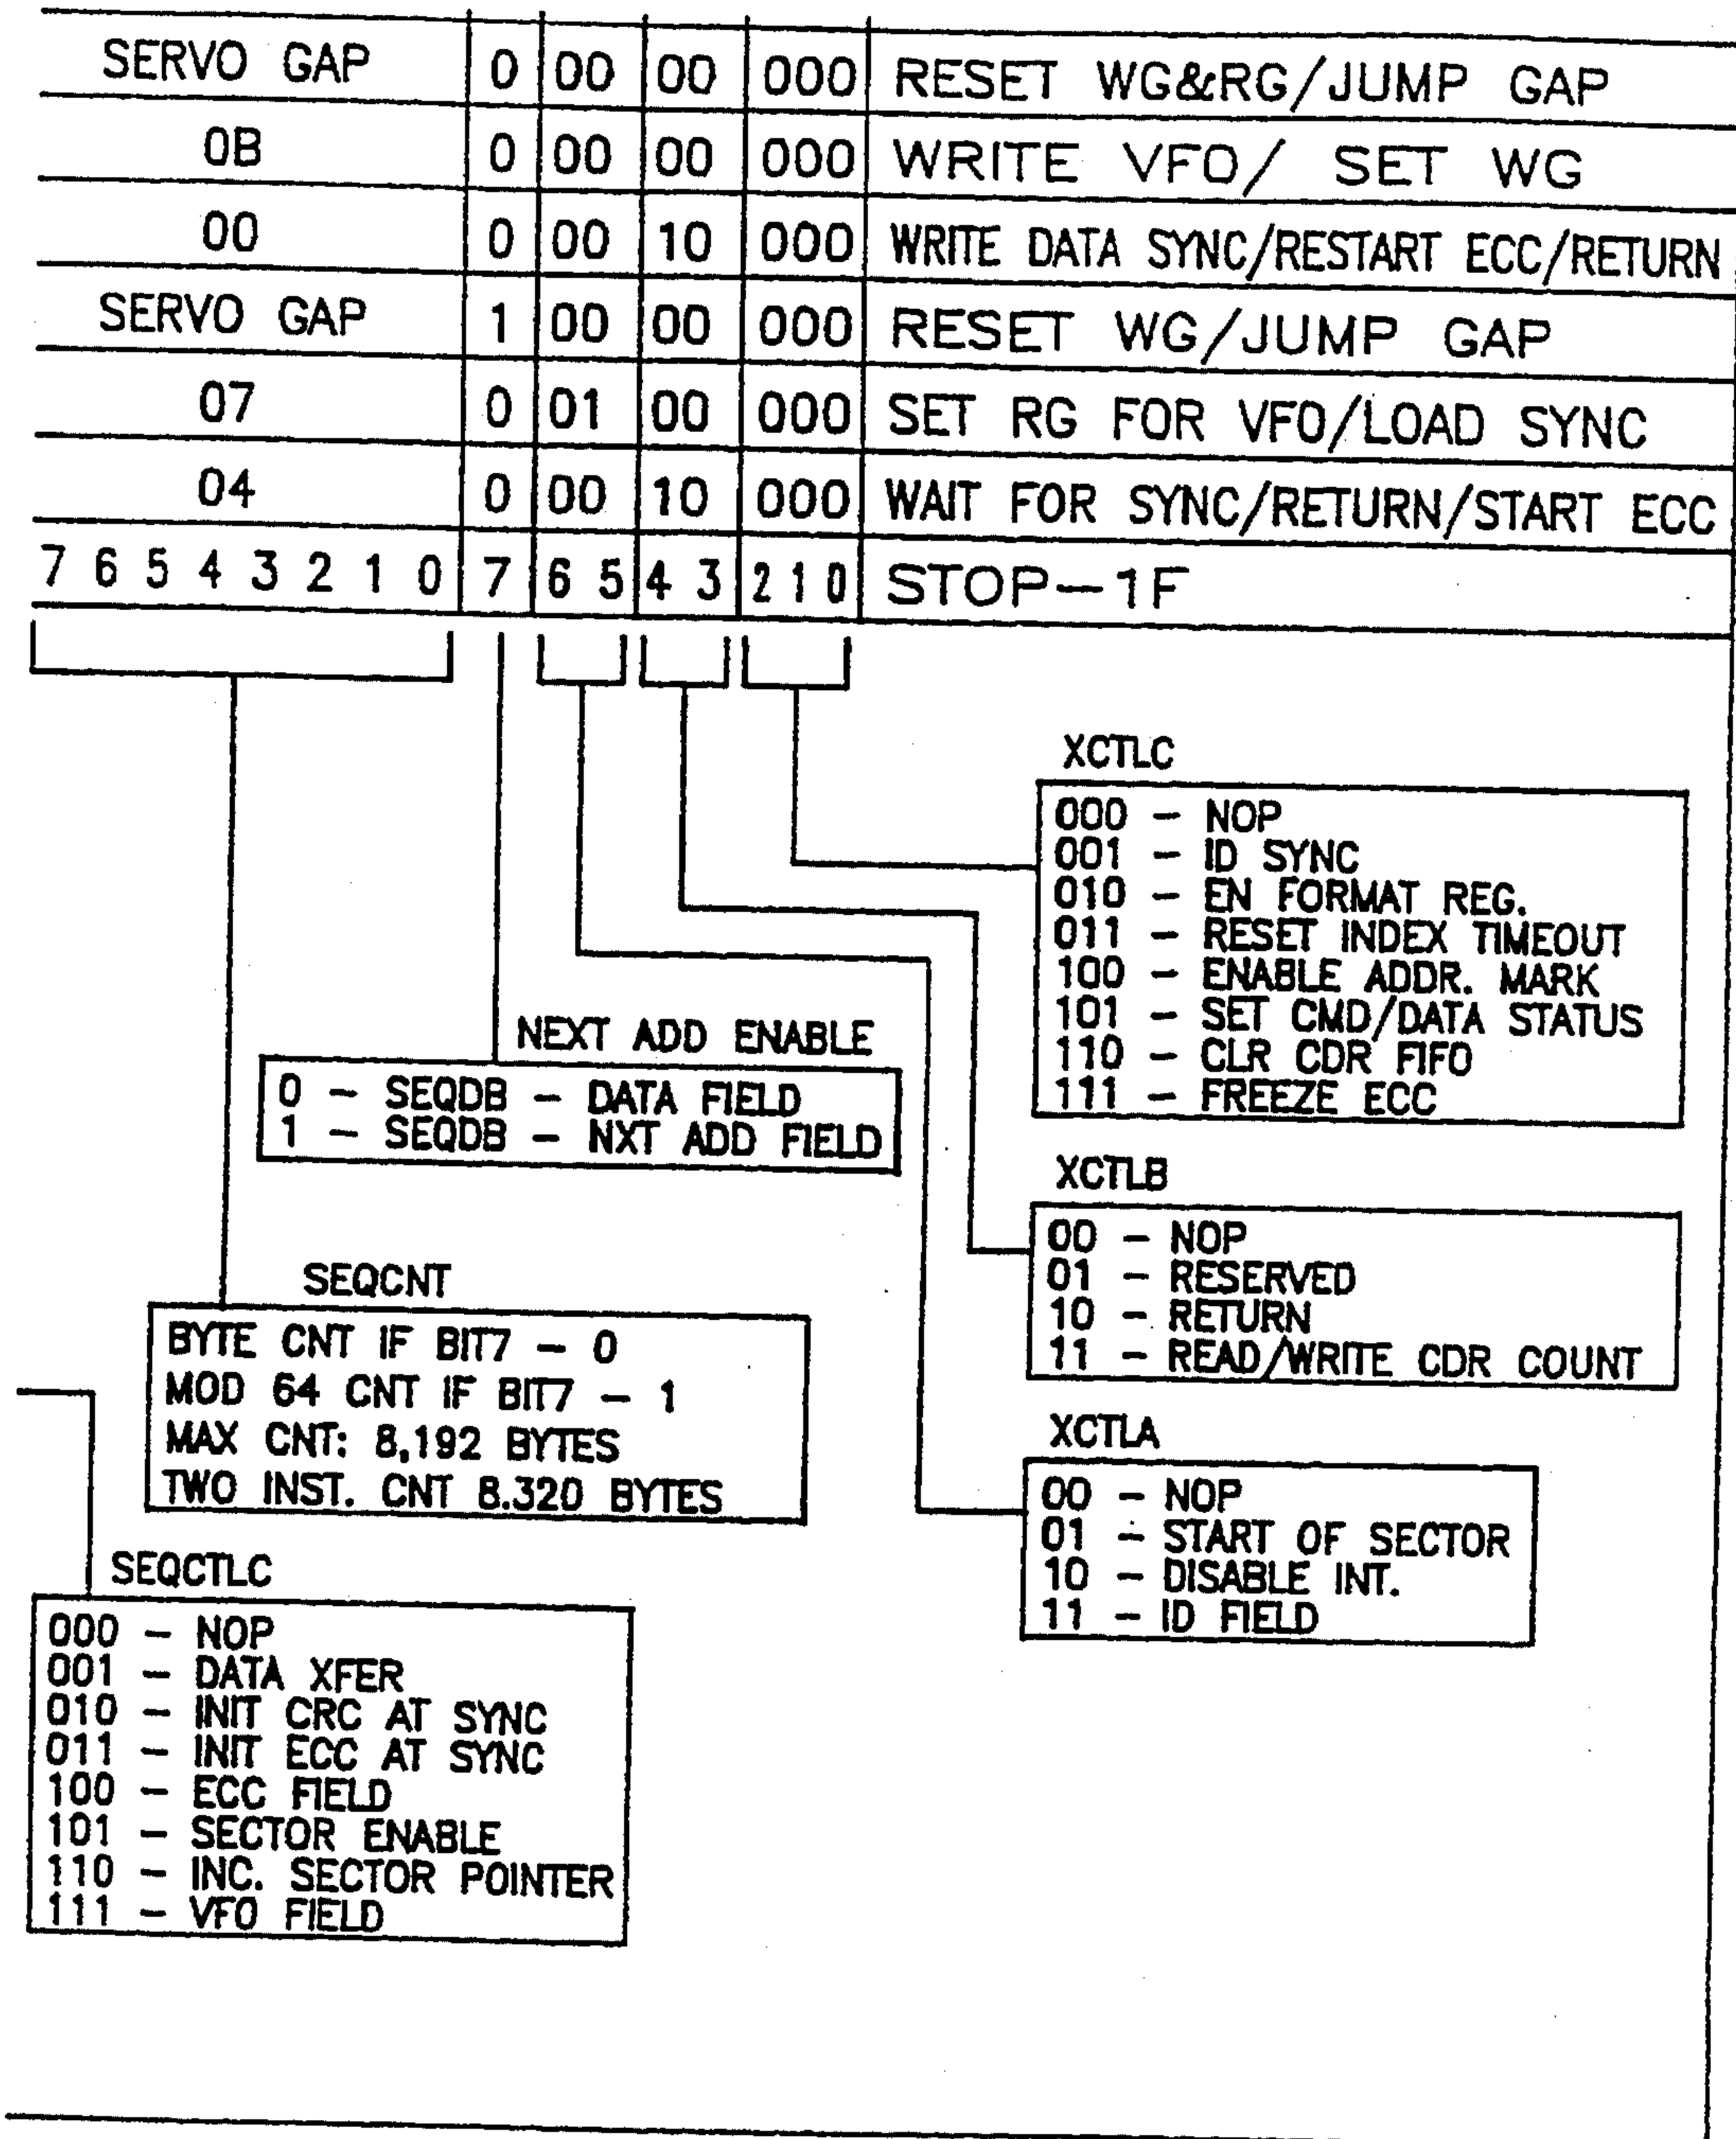 SERVO GAP 0 00 00 000 RESET WG&RG/JUMP GAP
0B 0 00 00 000 WRITE VFO/ SET WG
00 0 00 10 000 WRITE DATA SYNC/RESTART ECC/RETURN
SERVO GAP 1 00 00 000 RESET WG/JUMP GAP
07 0 01 00 000 SET RG FOR VFO/LOAD SYNC
04 0 00 10 000 WAIT FOR SYNC/RETURN/START ECC
7 6 5 4 3 2 1 0 7 6 5 4 3 2 1 0 STOP-1F
XCTLC
000 - NOP
001 - ID SYNC
010 - EN FORMAT REG.
011 - RESET INDEX TIMEOUT
100 - ENABLE ADDR. MARK
101 - SET CMD/DATA STATUS
110 - CLR CDR FIFO
111 - FREEZE ECC
NEXT ADD ENABLE
0 - SEQDB - DATA FIELD
1 - SEQDB - NXT ADD FIELD
XCTLB
00 - NOP
01 - RESERVED
10 - RETURN
11 - READ/WRITE CDR COUNT
SEQCNT
BYTE CNT IF BIT7 - 0
MOD 64 CNT IF BIT7 - 1
MAX CNT: 8,192 BYTES
TWO INST. CNT 8.320 BYTES
XCTLA
00 - NOP
01 - START OF SECTOR
10 - DISABLE INT.
11 - ID FIELD
SEQCTLC
000 - NOP
001 - DATA XFER
010 - INIT CRC AT SYNC
011 - INIT ECC AT SYNC
100 - ECC FIELD
101 - SECTOR ENABLE
110 - INC. SECTOR POINTER
111 - VFO FIELD